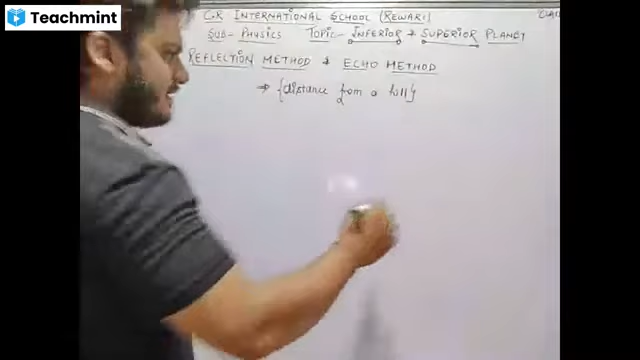 Teachmint
C.R INTERNATIONAL SCHOOL (REWARI)
SUB- PHYSICS TOPIC- INFERIOR & SUPERIOR PLANET
REFLECTION METHOD & ECHO METHOD
⇒ {distance from a hill}